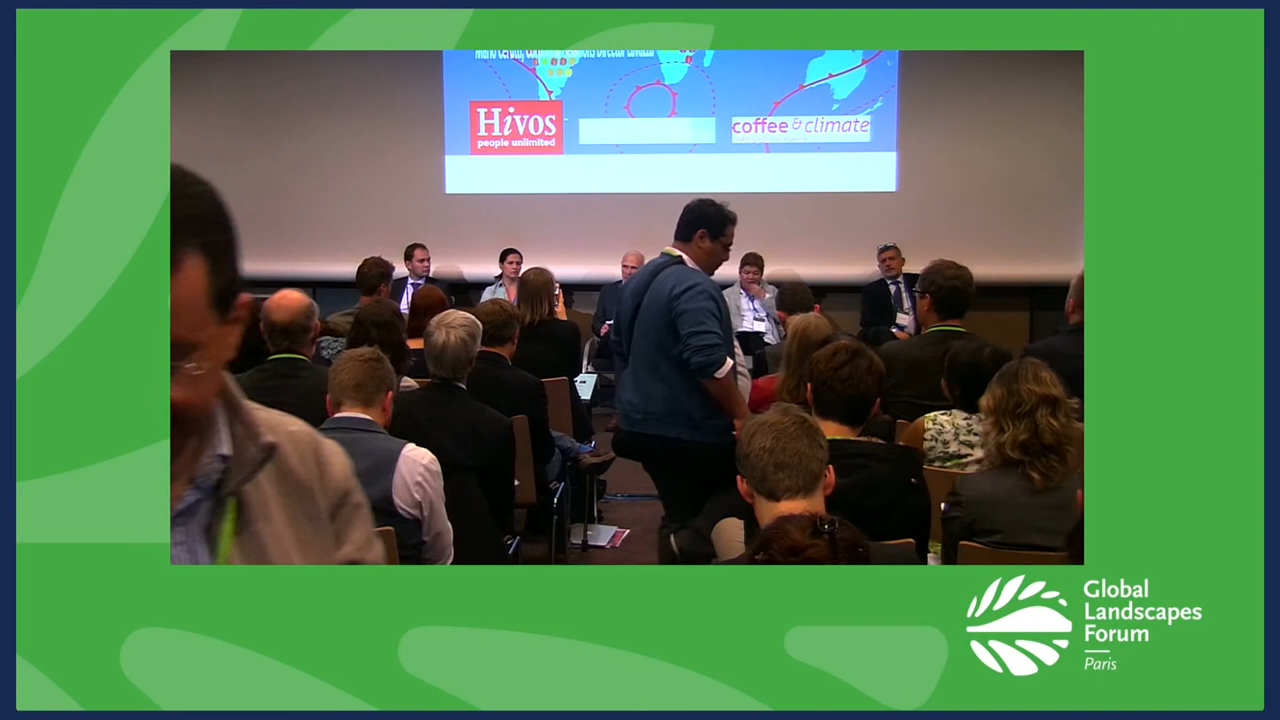 Hivos
people unlimited
coffee & climate
Global
Landscapes
Forum
Paris